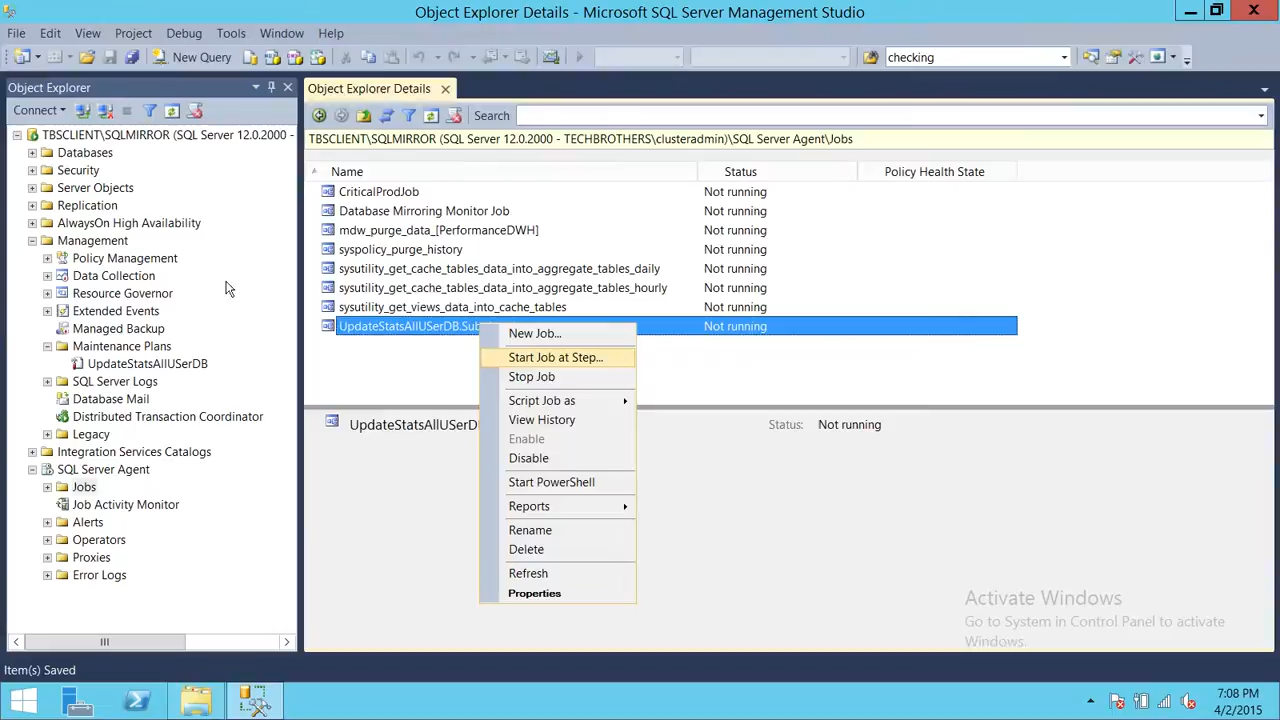 Object Explorer Details - Microsoft SQL Server Management Studio
File Edit View Project Debug Tools Window Help
New Query
checking
Object Explorer
Connect
TBSCLIENT\SQLMIRROR (SQL Server 12.0.2000 -
Databases
Security
Server Objects
Replication
AlwaysOn High Availability
Management
Policy Management
Data Collection
Resource Governor
Extended Events
Managed Backup
Maintenance Plans
UpdateStatsAllUSerDB
SQL Server Logs
Database Mail
Distributed Transaction Coordinator
Legacy
Integration Services Catalogs
SQL Server Agent
Jobs
Job Activity Monitor
Alerts
Operators
Proxies
Error Logs
Object Explorer Details
Search
TBSCLIENT\SQLMIRROR (SQL Server 12.0.2000 - TECHBROTHERS\clusteradmin)\SQL Server Agent\Jobs
Name Status Policy Health State
CriticalProdJob Not running
Database Mirroring Monitor Job Not running
mdw_purge_data_[PerformanceDWH] Not running
syspolicy_purge_history Not running
sysutility_get_cache_tables_data_into_aggregate_tables_daily Not running
sysutility_get_cache_tables_data_into_aggregate_tables_hourly Not running
sysutility_get_views_data_into_cache_tables Not running
UpdateStatsAllUSerDB.Sub Not running
New Job...
Start Job at Step...
Stop Job
Script Job as
View History
Enable
Disable
Start PowerShell
Reports
Rename
Delete
Refresh
Properties
UpdateStatsAllUSerD Status: Not running
Activate Windows
Go to System in Control Panel to activate
Windows.
Item(s) Saved
7:08 PM
4/2/2015